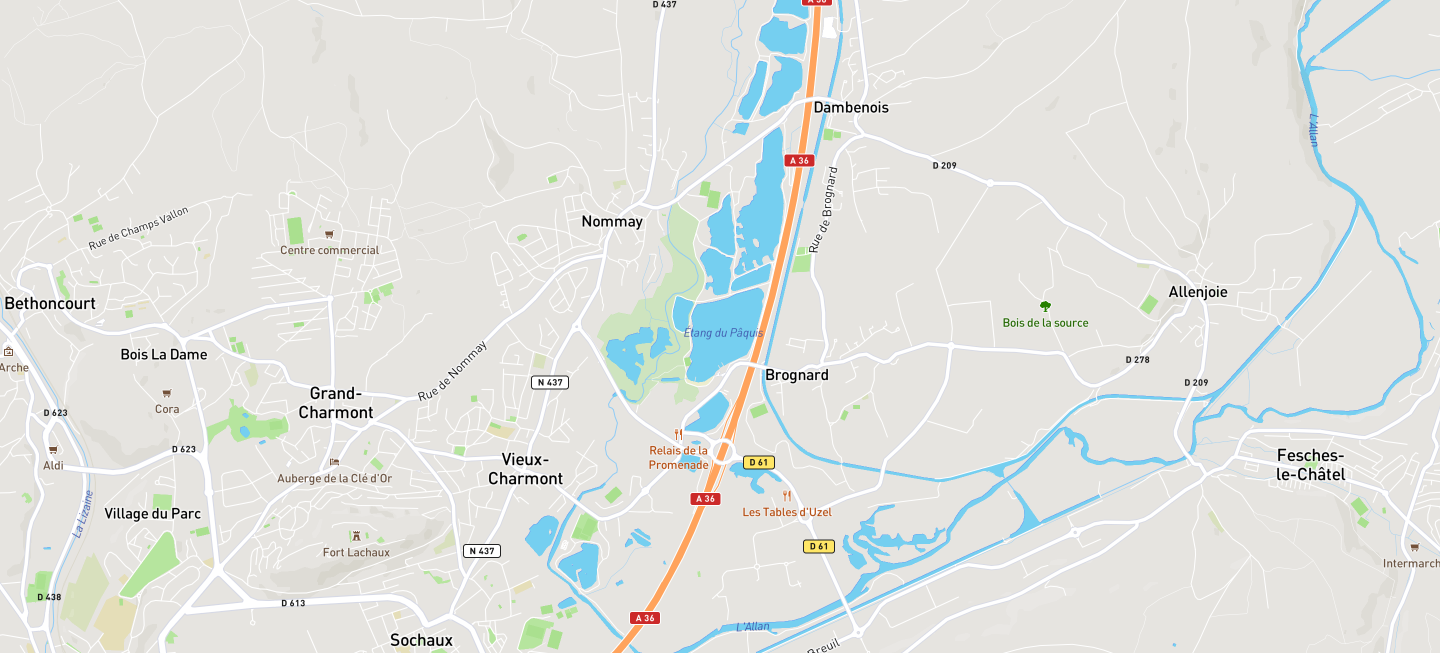 A 36
D 437
Dambenois
L'Allan
A 36
D 209
Rue de Brognard
Nommay
Rue de Champs Vallon
Centre commercial
Allenjoie
Bethoncourt
Bois de la source
Étang du Pâquis
Bois La Dame
D 278
Arche
Rue de Nommay
N 437
Brognard
D 209
Grand-
Charmont
Cora
D 623
D 623
Relais de la
Promenade
D 61
Vieux-
Charmont
Fesches-
le-Châtel
Aldi
Auberge de la Clé d'Or
A 36
La Lizaine
Village du Parc
Les Tables d'Uzel
Fort Lachaux
N 437
D 61
Intermarch
D 438
D 613
A 36
L'Allan
Sochaux
Breuil